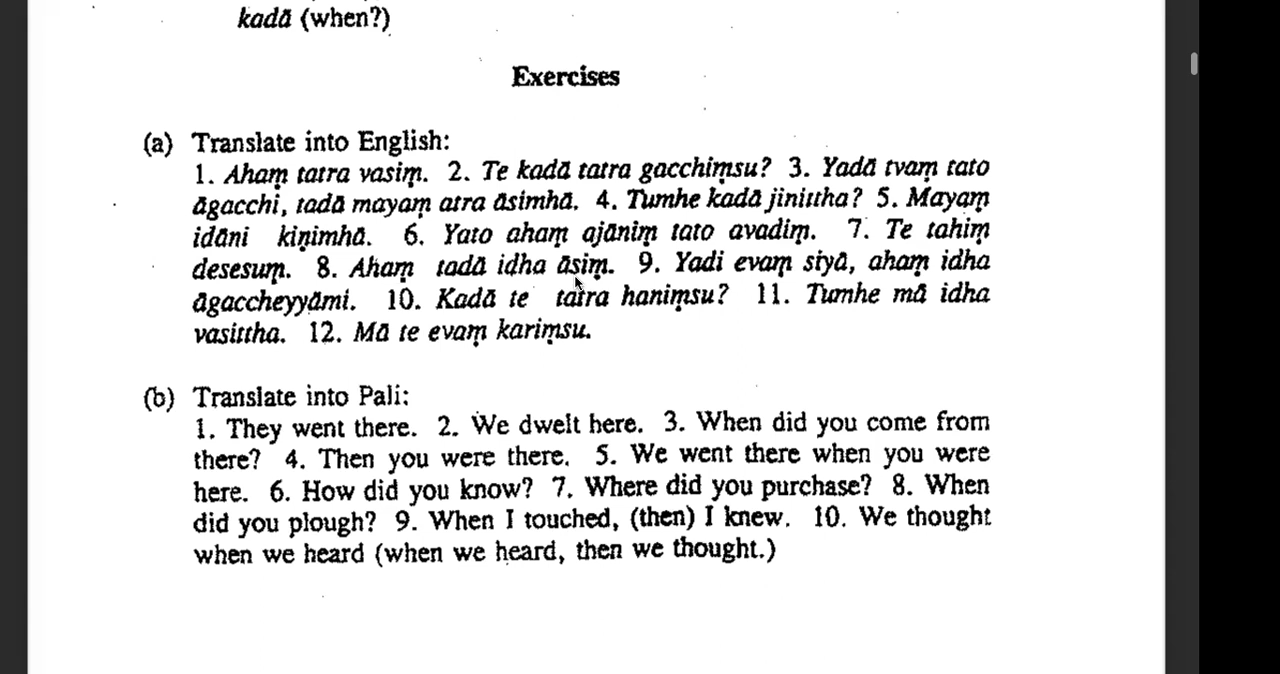 kadā (when?)
Exercises
(a) Translate into English:
1. Ahaṃ tatra vasiṃ. 2. Te kadā tatra gacchiṃsu? 3. Yadā tvaṃ tato
āgacchi, tadā mayaṃ atra āsimhā. 4. Tumhe kadā jinittha? 5. Mayaṃ
idāni kiṇimhā. 6. Yato ahaṃ ajāniṃ tato avadiṃ. 7. Te tahiṃ
desesuṃ. 8. Ahaṃ tadā idha āsiṃ. 9. Yadi evaṃ siyā, ahaṃ idha
āgaccheyyāmi. 10. Kadā te tatra haniṃsu? 11. Tumhe mā idha
vasittha. 12. Mā te evaṃ kariṃsu.
(b) Translate into Pali:
1. They went there. 2. We dwelt here. 3. When did you come from
there? 4. Then you were there. 5. We went there when you were
here. 6. How did you know? 7. Where did you purchase? 8. When
did you plough? 9. When I touched, (then) I knew. 10. We thought
when we heard (when we heard, then we thought.)